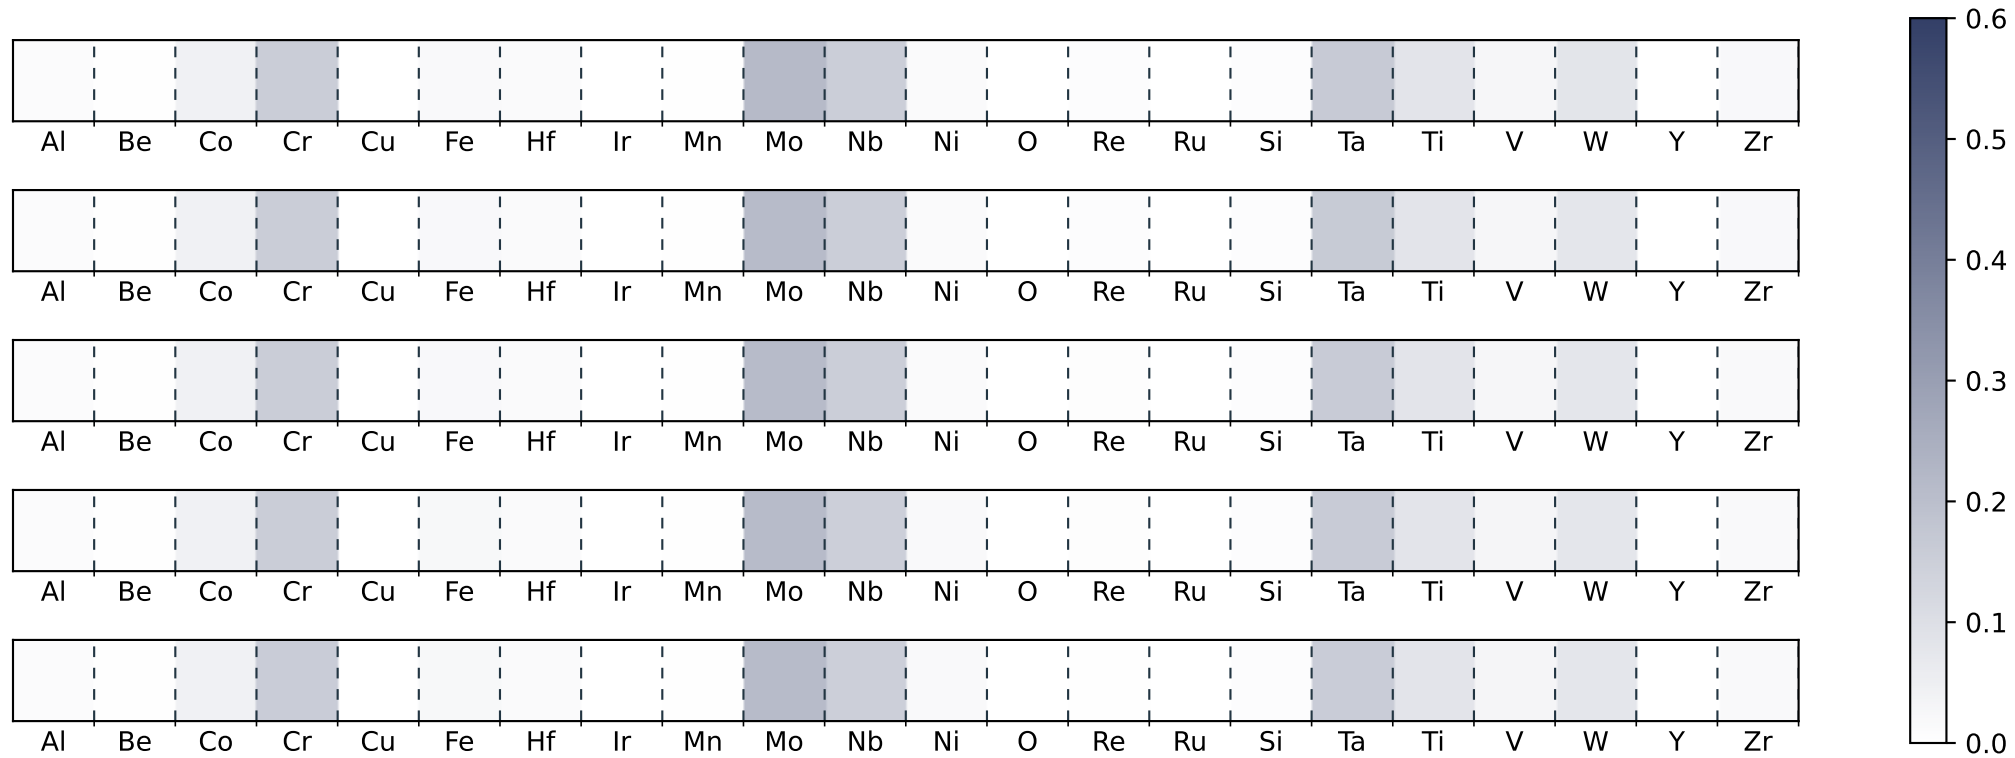 Al Be Co Cr Cu Fe Hf Ir Mn Mo Nb Ni O Re Ru Si Ta Ti V W Y Zr
Al Be Co Cr Cu Fe Hf Ir Mn Mo Nb Ni O Re Ru Si Ta Ti V W Y Zr
Al Be Co Cr Cu Fe Hf Ir Mn Mo Nb Ni O Re Ru Si Ta Ti V W Y Zr
Al Be Co Cr Cu Fe Hf Ir Mn Mo Nb Ni O Re Ru Si Ta Ti V W Y Zr
Al Be Co Cr Cu Fe Hf Ir Mn Mo Nb Ni O Re Ru Si Ta Ti V W Y Zr
0.6
0.5
0.4
0.3
0.2
0.1
0.0